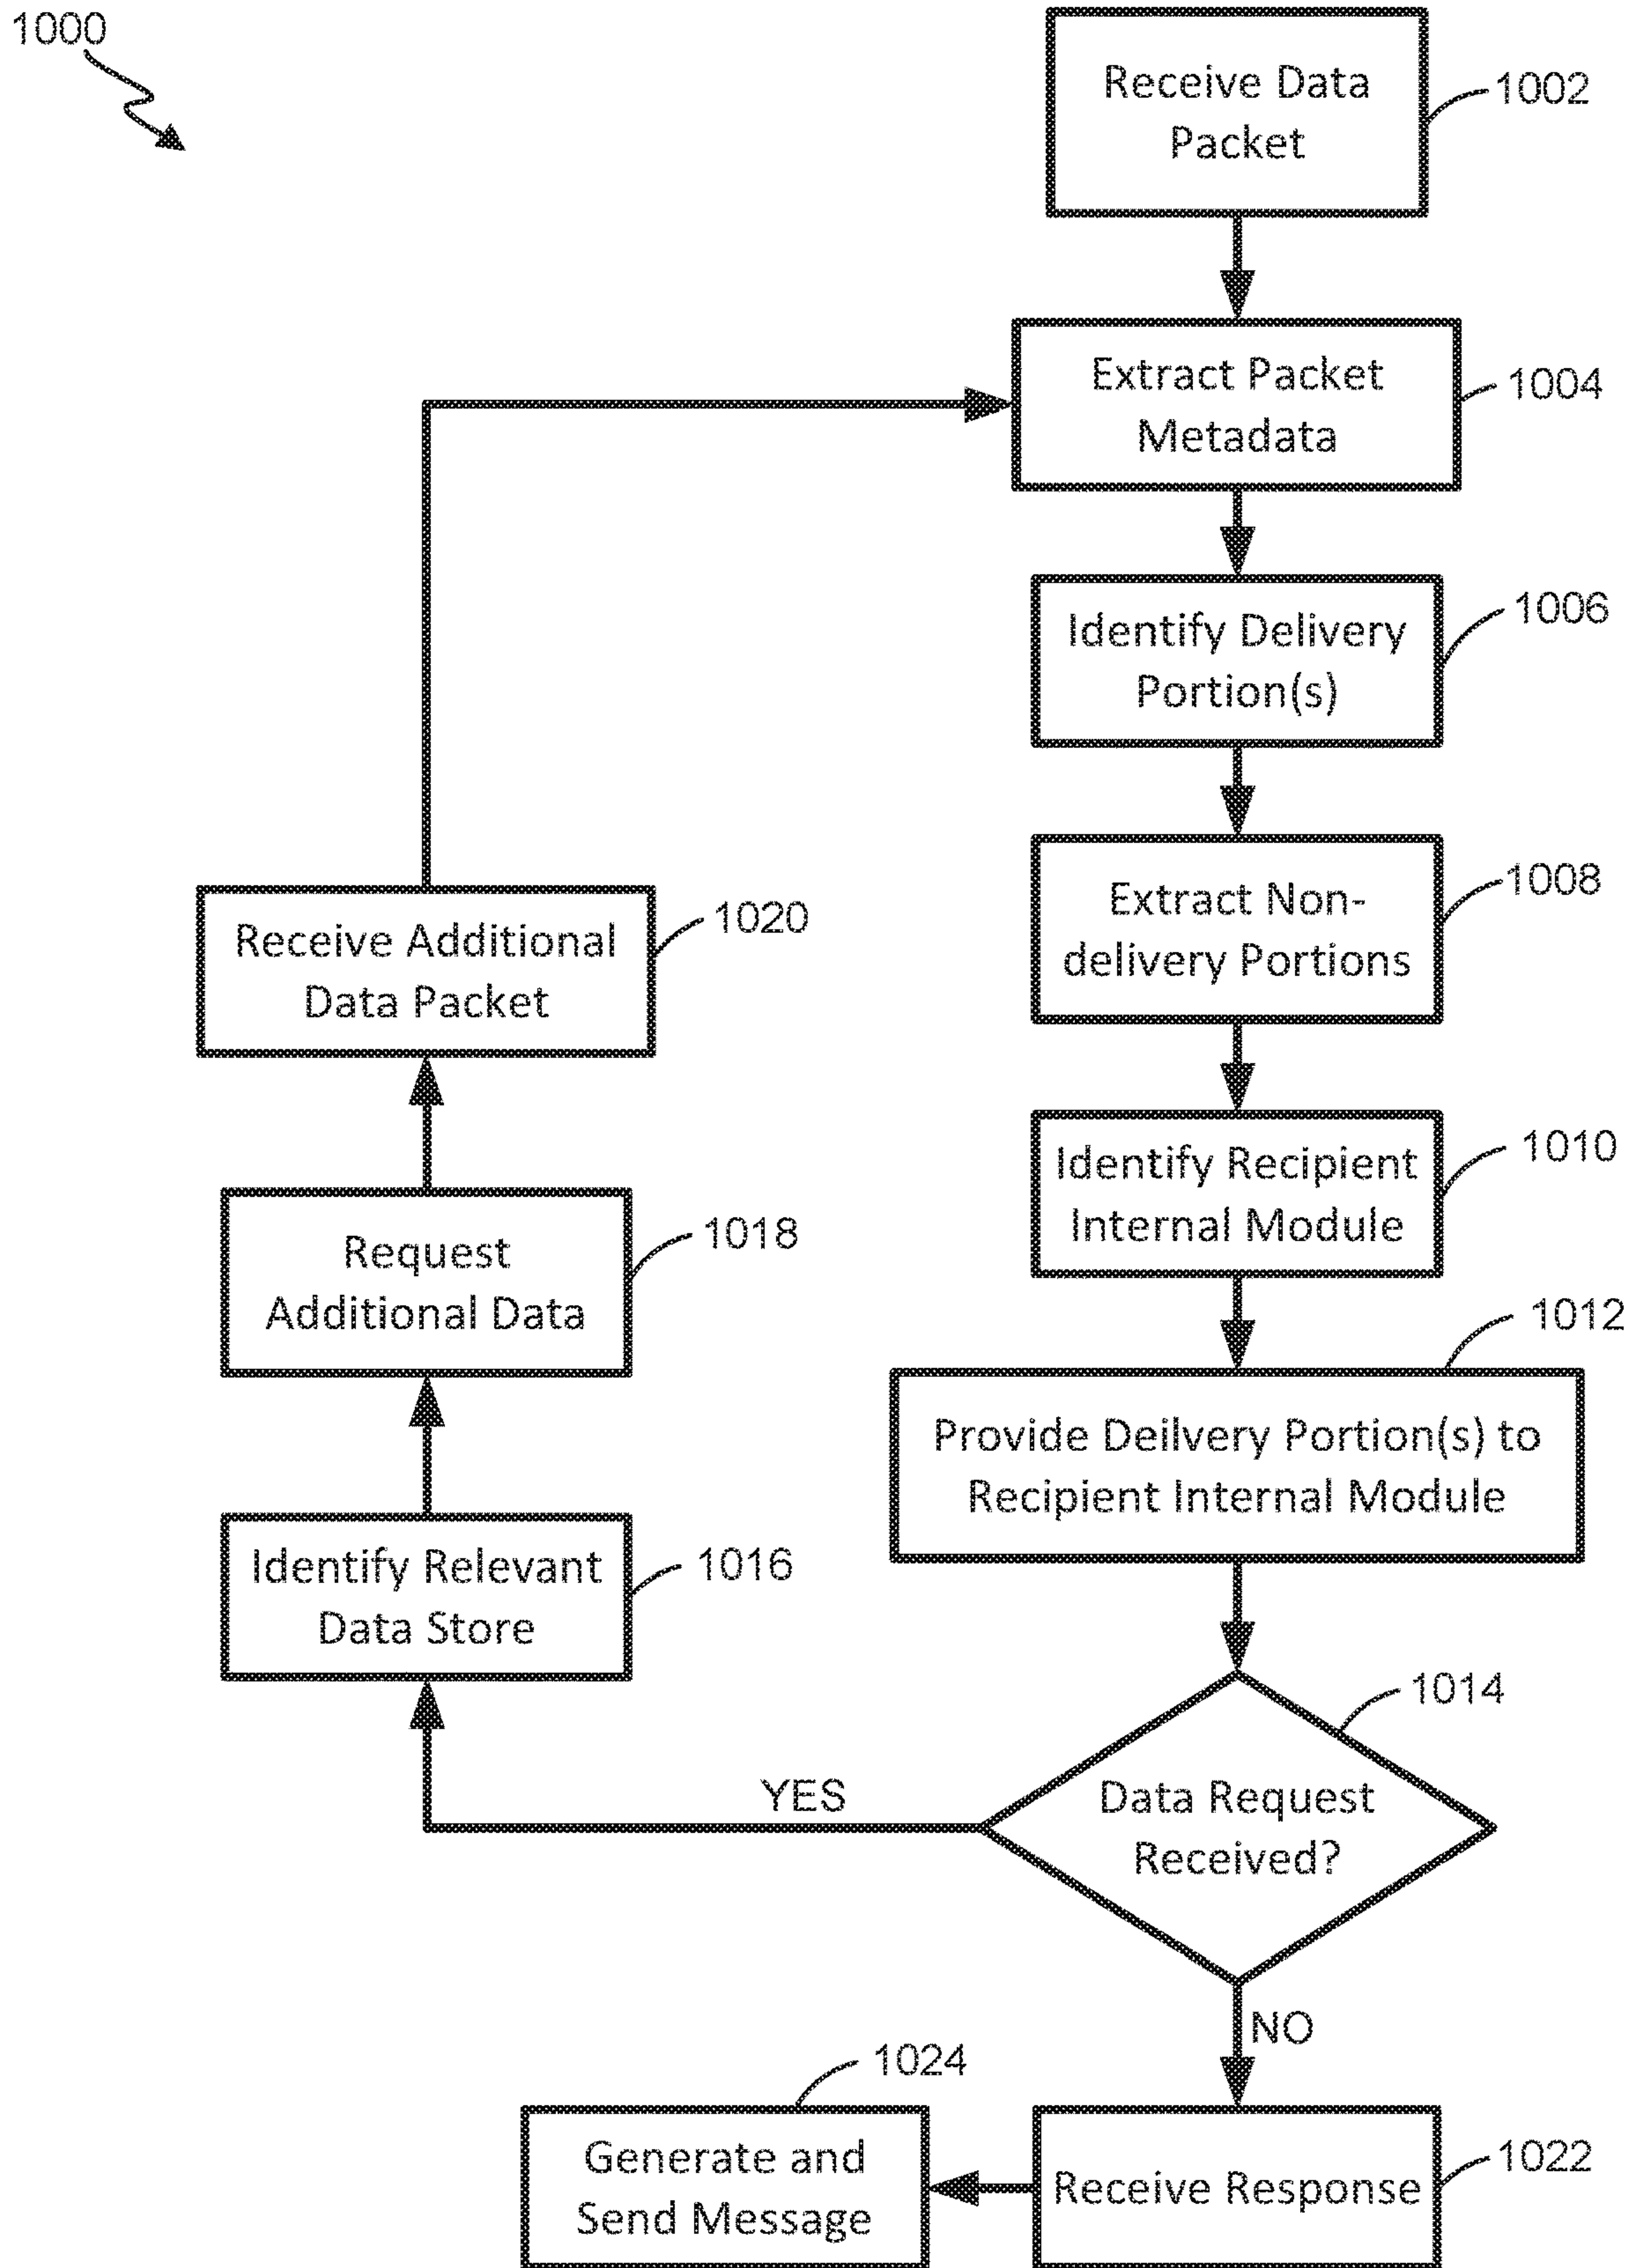 1000
Receive Data
Packet
1002
Extract Packet
Metadata
1004
Identify Delivery
Portion(s)
1006
Extract Non-
delivery Portions
1008
Receive Additional
Data Packet
1020
Identify Recipient
Internal Module
1010
Request
Additional Data
1018
Provide Deilvery Portion(s) to
Recipient Internal Module
1012
Identify Relevant
Data Store
1016
Data Request
Received?
1014
YES
NO
Generate and
Send Message
1024
Receive Response
1022